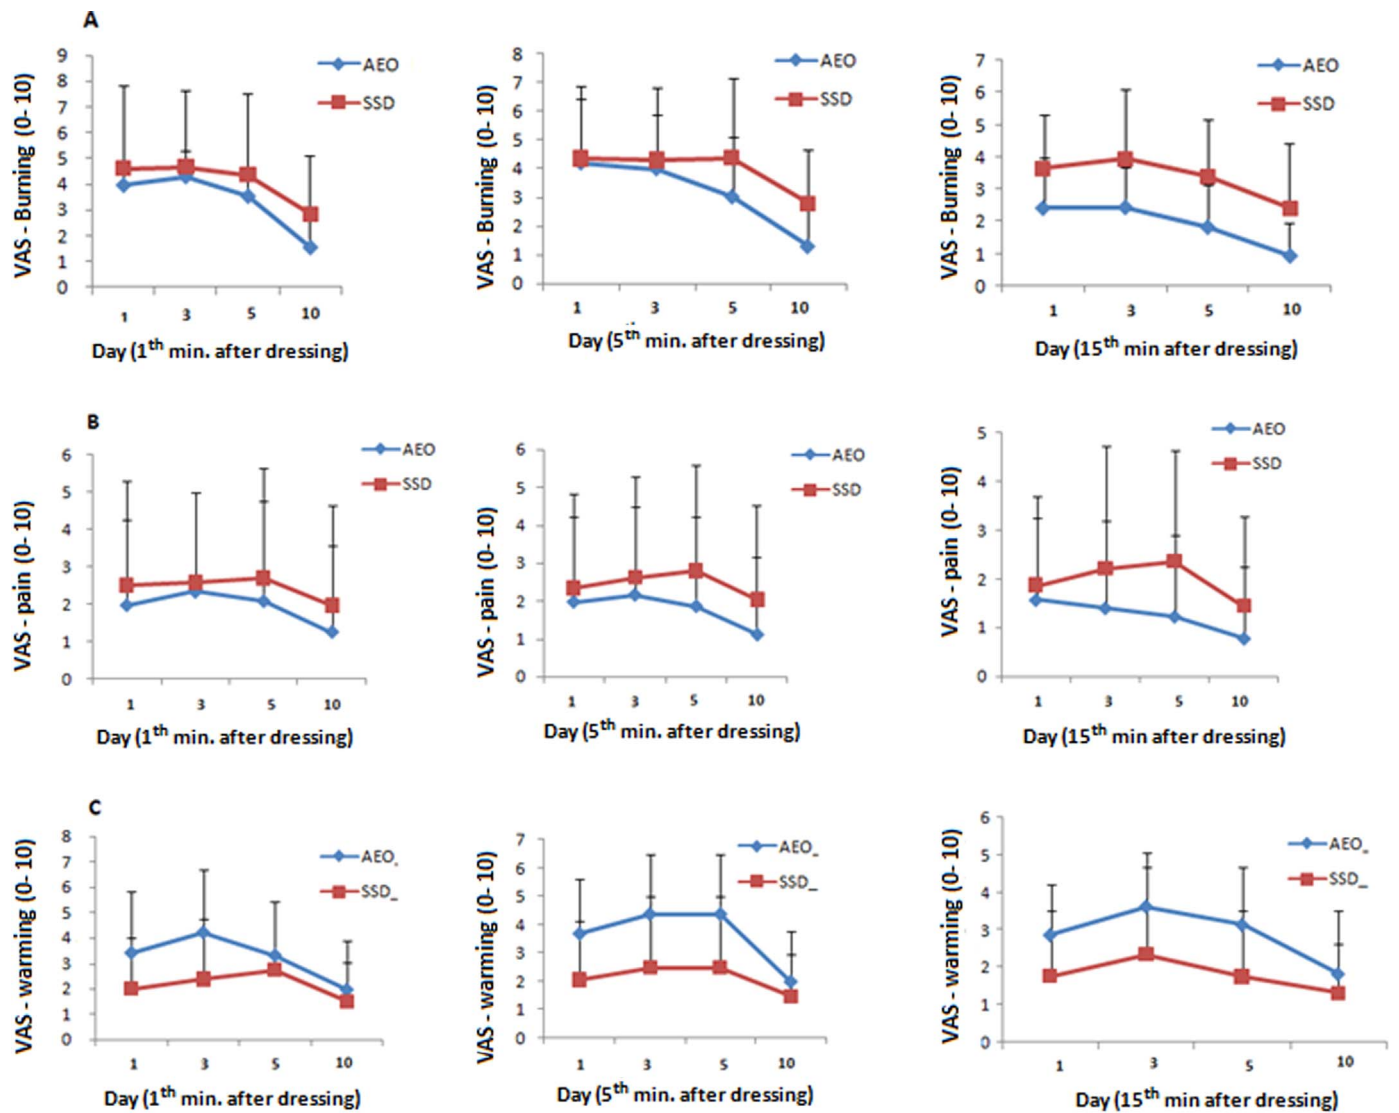 A
VAS - Burning (0- 10)
9
8
7
6
5
4
3
2
1
0
AEO
SSD
1 3 5 10
Day (1th min. after dressing)
VAS - Burning (0- 10)
8
7
6
5
4
3
2
1
0
AEO
SSD
1 3 5 10
Day (5th min. after dressing)
VAS - Burning (0- 10)
7
6
5
4
3
2
1
0
AEO
SSD
1 3 5 10
Day (15th min after dressing)
B
VAS - pain (0- 10)
6
5
4
3
2
1
0
AEO
SSD
1 3 5 10
Day (1th min. after dressing)
VAS - pain (0- 10)
6
5
4
3
2
1
0
AEO
SSD
1 3 5 10
Day (5th min. after dressing)
VAS - pain (0- 10)
5
4
3
2
1
0
AEO
SSD
1 3 5 10
Day (15th min after dressing)
C
VAS - warming (0- 10)
8
7
6
5
4
3
2
1
0
AEO.
SSD_
1 3 5 10
Day (1th min. after dressing)
VAS - warming (0- 10)
7
6
5
4
3
2
1
0
AEO_
SSD_
1 3 5 10
Day (5th min. after dressing)
VAS - warming (0- 10)
6
5
4
3
2
1
0
AEO_
SSD_
1 3 5 10
Day (15th min after dressing)